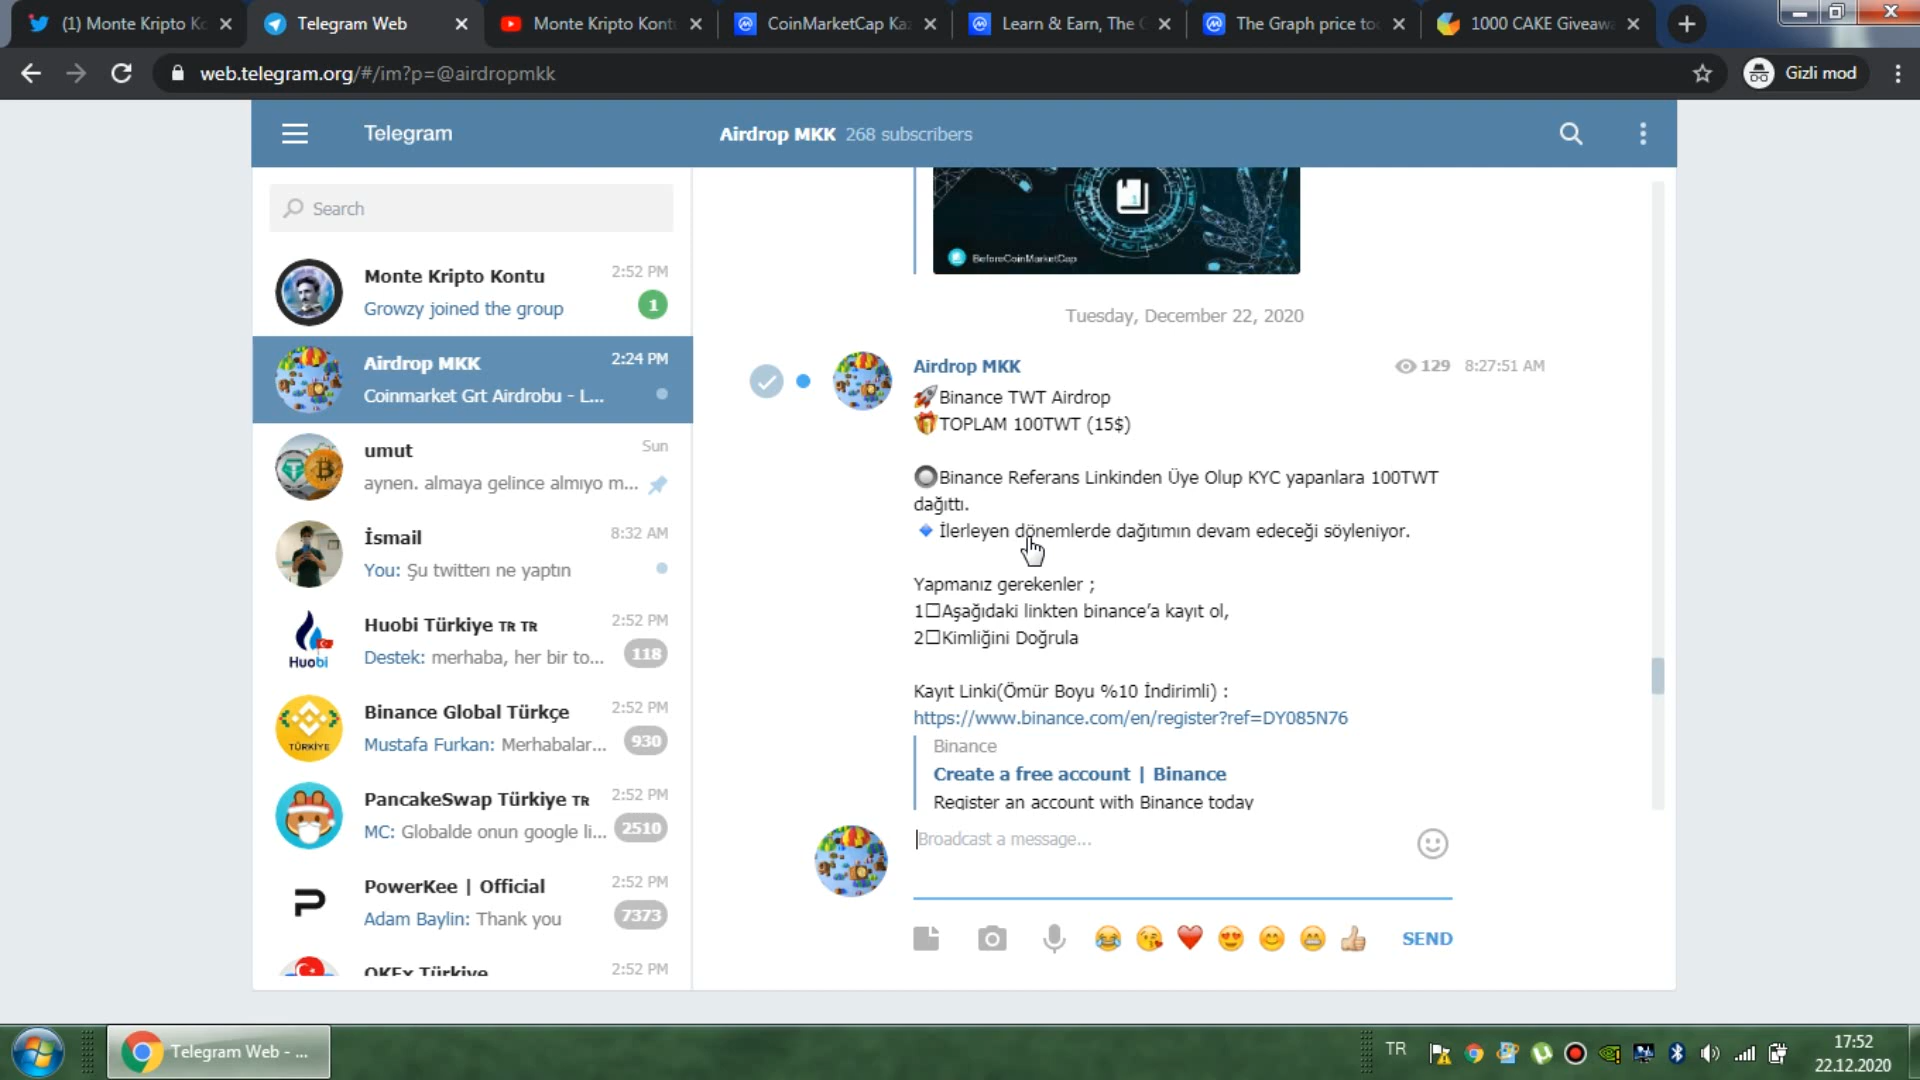 (1) Monte Kripto Ko
Telegram Web
Monte Kripto Kontu
CoinMarketCap Ka
Learn & Earn, The
The Graph price to
1000 CAKE Giveaw
web.telegram.org/#/im?p=@airdropmkk
Gizli mod
Telegram
Airdrop MKK 268 subscribers
Search
Monte Kripto Kontu 2:52 PM
Growzy joined the group 1
Airdrop MKK 2:24 PM
Coinmarket Grt Airdrobu - L...
umut Sun
aynen. almaya gelince almıyo m...
İsmail 8:32 AM
You: Şu twitterı ne yaptın
Huobi
Huobi Türkiye TR TR 2:52 PM
Destek: merhaba, her bir to... 118
TÜRKİYE
Binance Global Türkçe 2:52 PM
Mustafa Furkan: Merhabalar... 930
PancakeSwap Türkiye TR 2:52 PM
MC: Globalde onun google li... 2510
PowerKee | Official 2:52 PM
Adam Baylin: Thank you 7373
OKEx Türkiye 2:52 PM
BeforeCoinMarketCap
Tuesday, December 22, 2020
Airdrop MKK 129 8:27:51 AM
🚀Binance TWT Airdrop
🎁TOPLAM 100TWT (15$)
🔘Binance Referans Linkinden Üye Olup KYC yapanlara 100TWT
dağıttı.
🔹 İlerleyen dönemlerde dağıtımın devam edeceği söyleniyor.
Yapmanız gerekenler ;
1□Aşağıdaki linkten binance’a kayıt ol,
2□Kimliğini Doğrula
Kayıt Linki(Ömür Boyu %10 İndirimli) :
https://www.binance.com/en/register?ref=DY085N76
Binance
Create a free account | Binance
Register an account with Binance today
Broadcast a message...
SEND
Telegram Web - ...
TR
17:52
22.12.2020